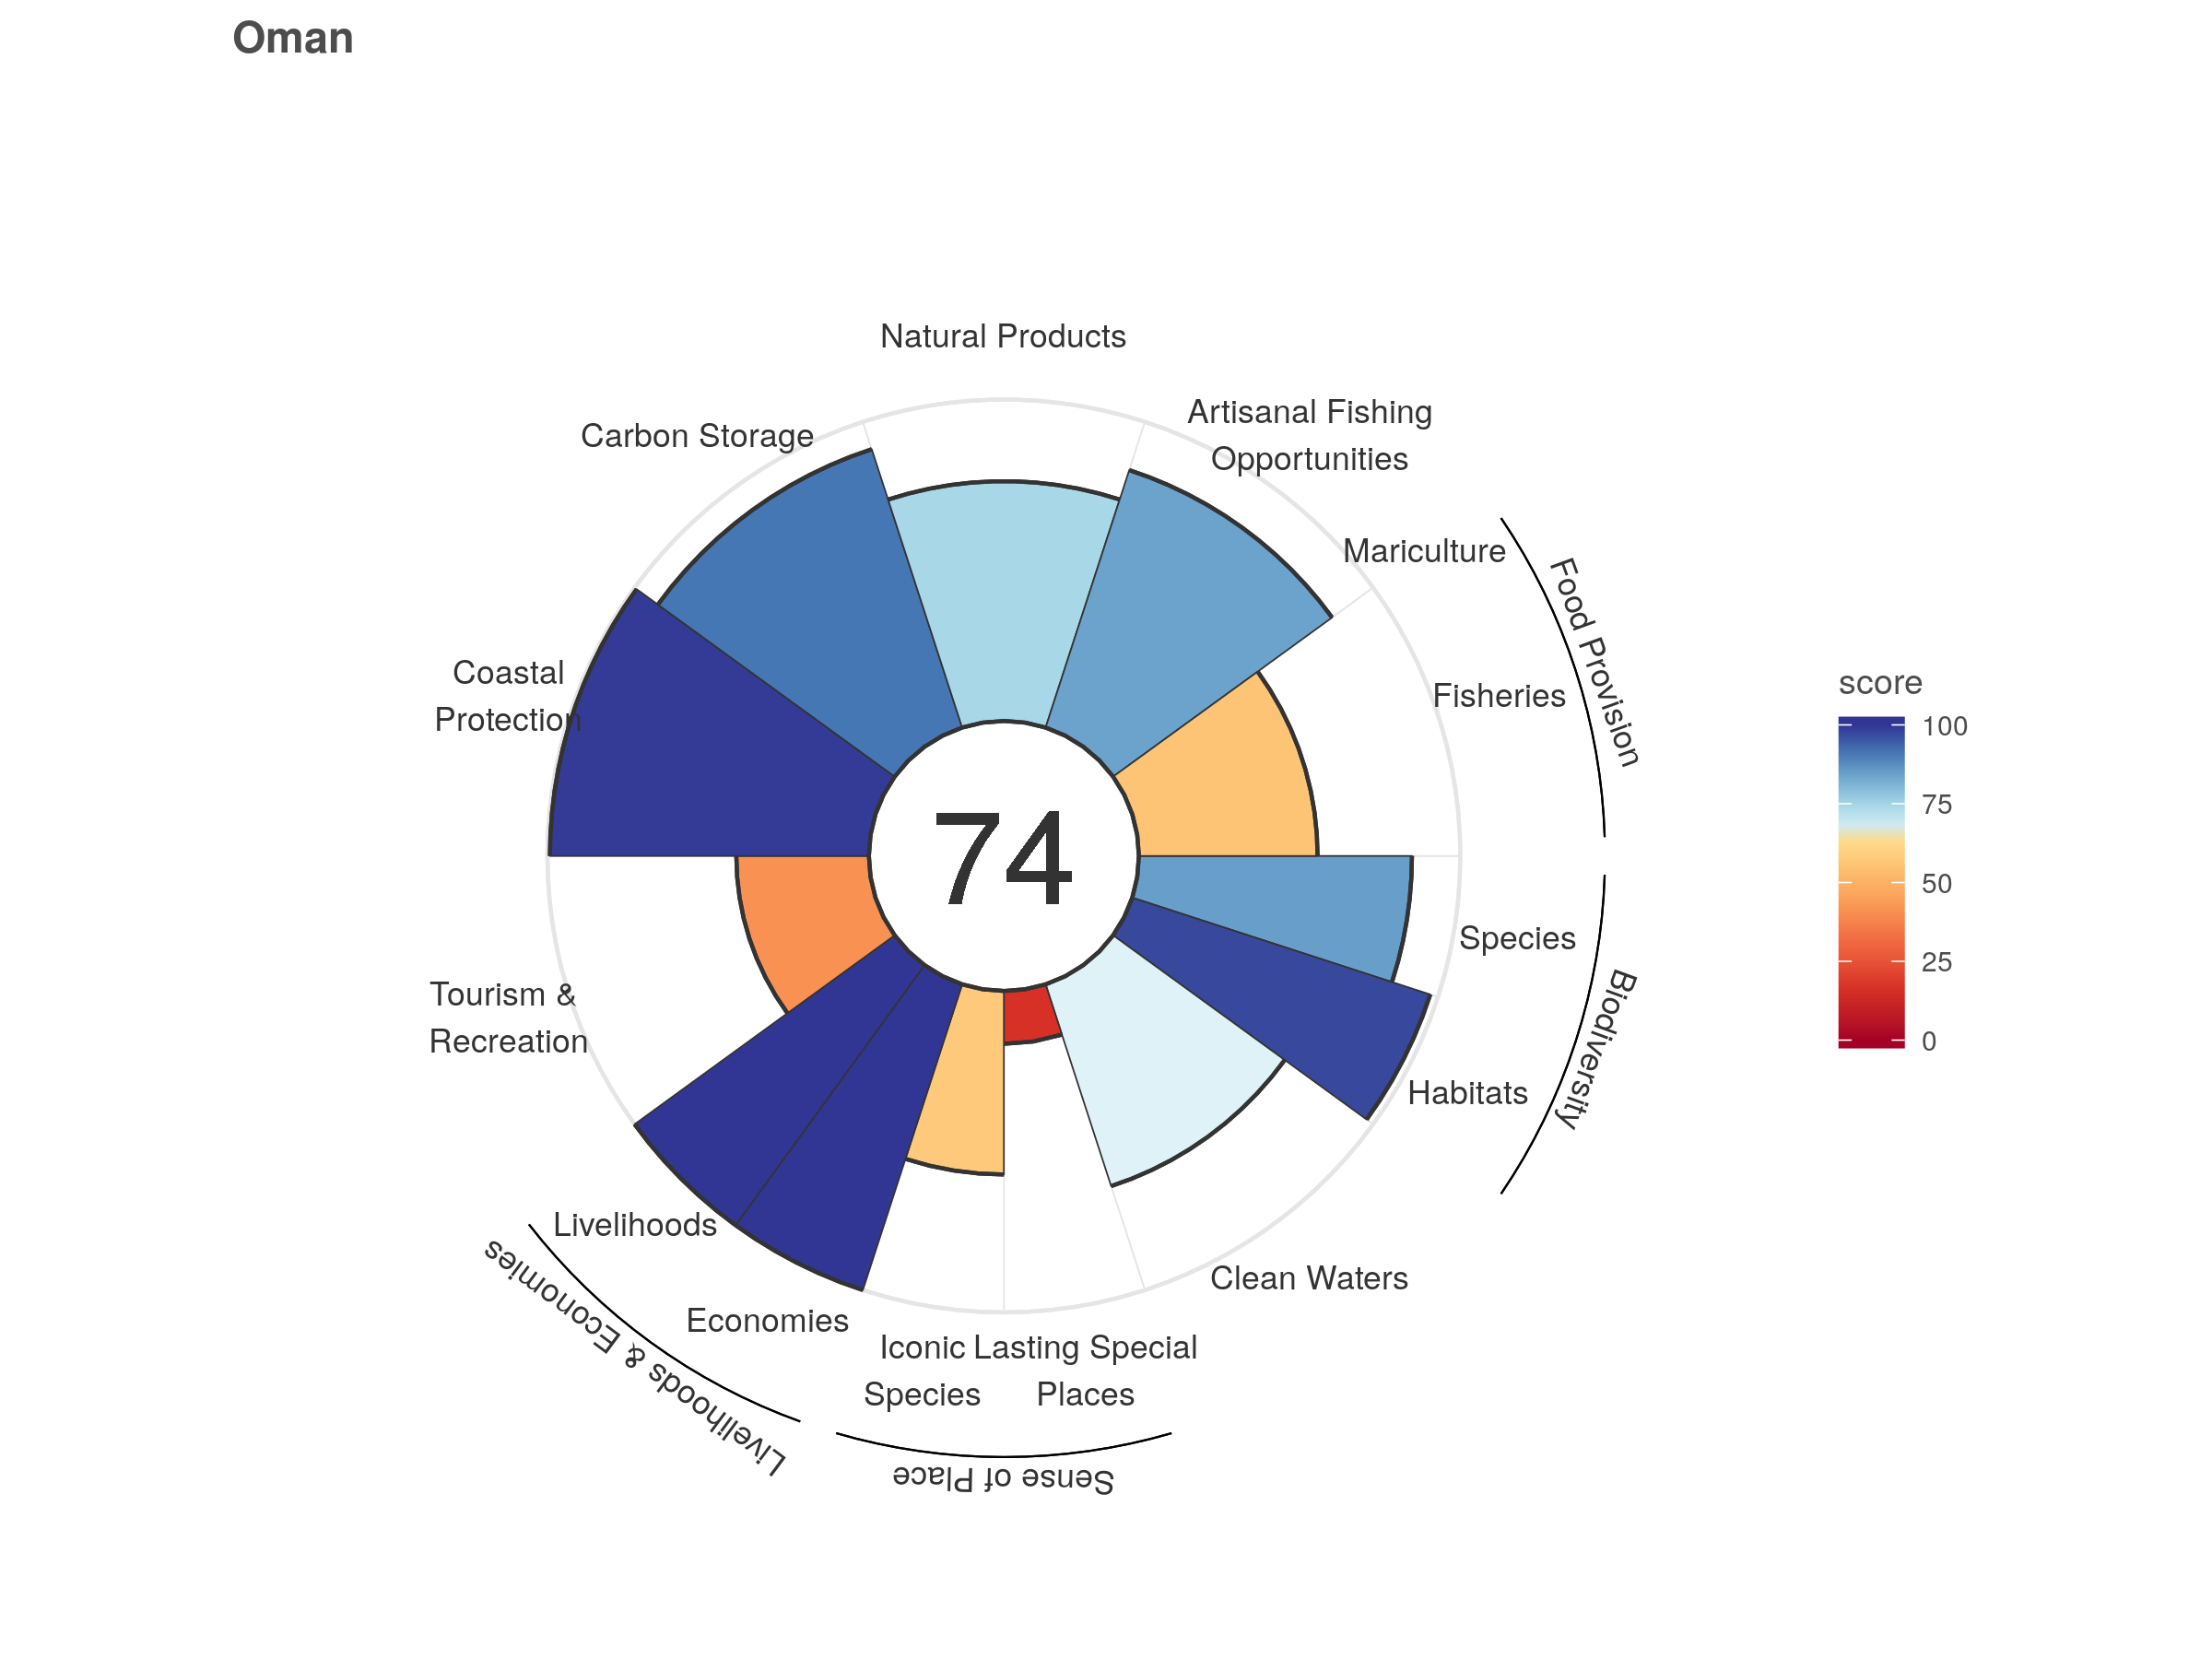 Oman
Natural Products
Artisanal Fishing
Opportunities
Carbon Storage
Mariculture
Food Provision
Fisheries
Coastal
Protection
score
100
75
50
25
0
74
Species
Biodiversity
Habitats
Tourism &
Recreation
Livelihoods
Economies
Livelihoods & Economies
Clean Waters
Iconic
Species
Lasting Special
Places
Sense of Place